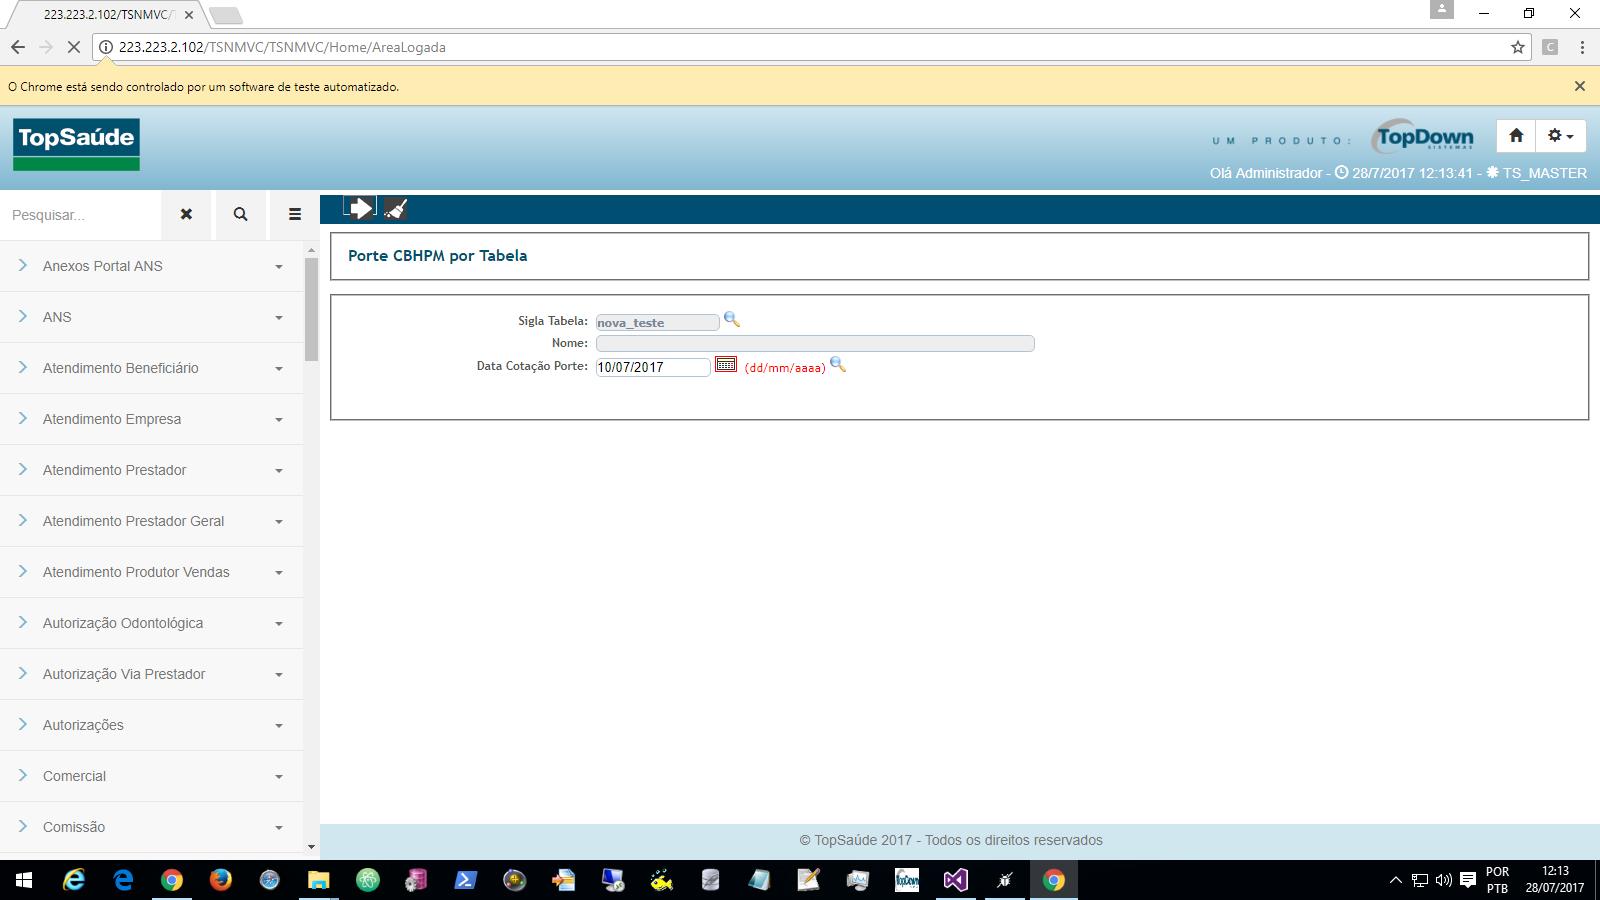 223.223.2.102/TSNMVC/
223.223.2.102/TSNMVC/TSNMVC/Home/AreaLogada
C
O Chrome está sendo controlado por um software de teste automatizado.
TopSaúde
UM PRODUTO:
TopDown
SISTEMAS
Olá Administrador - 28/7/2017 12:13:41 - TS_MASTER
Pesquisar...
Anexos Portal ANS
ANS
Atendimento Beneficiário
Atendimento Empresa
Atendimento Prestador
Atendimento Prestador Geral
Atendimento Produtor Vendas
Autorização Odontológica
Autorização Via Prestador
Autorizações
Comercial
Comissão
Porte CBHPM por Tabela
Sigla Tabela: nova_teste
Nome:
Data Cotação Porte: 10/07/2017 (dd/mm/aaaa)
© TopSaúde 2017 - Todos os direitos reservados
TopDown
POR
PTB
12:13
28/07/2017